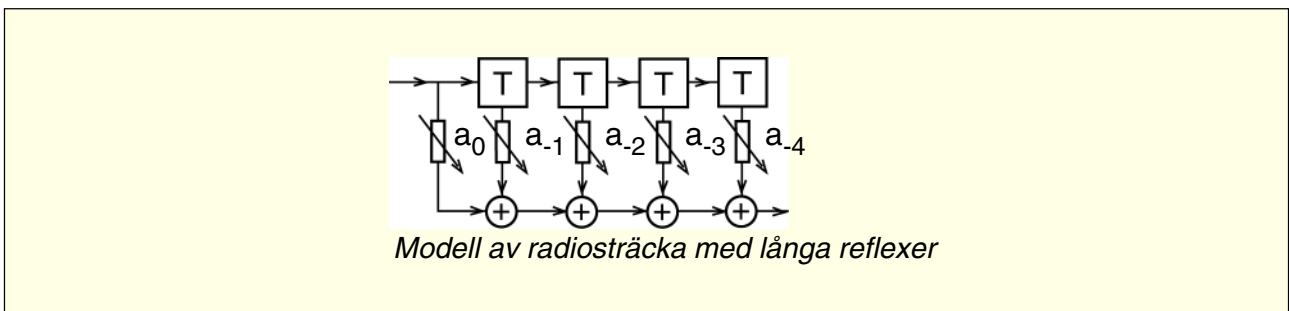 T T T T
a0 a-1 a-2 a-3 a-4
Modell av radiosträcka med långa reflexer